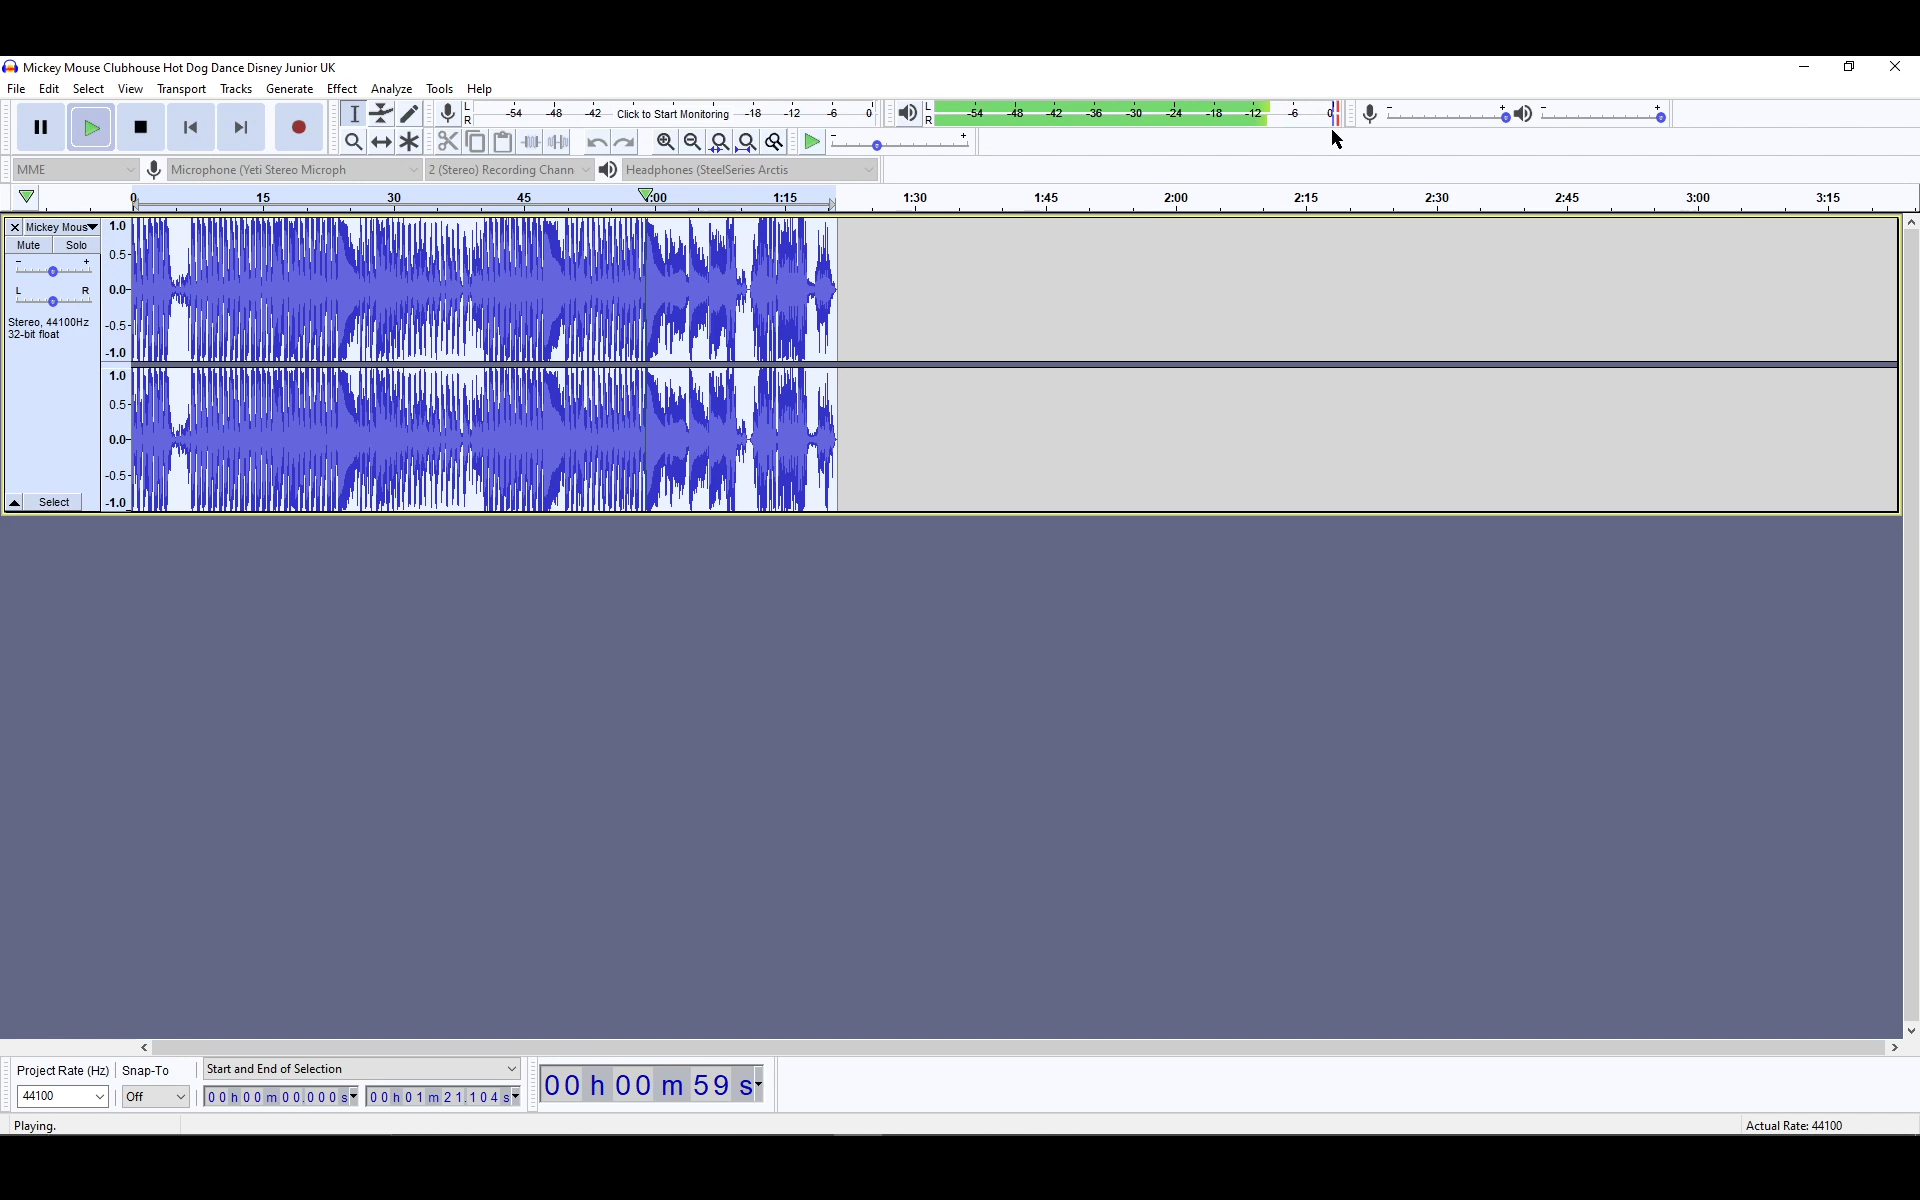 Mickey Mouse Clubhouse Hot Dog Dance Disney Junior UK
File Edit Select View Transport Tracks Generate Effect Analyze Tools Help
L R -54 -48 -42 Click to Start Monitoring -18 -12 -6 0 L R -54 -48 -42 -36 -30 -24 -18 -12 -6 0 - + - +
- +
MME Microphone (Yeti Stereo Microph 2 (Stereo) Recording Chann Headphones (SteelSeries Arctis
0 15 30 45 1:00 1:15 1:30 1:45 2:00 2:15 2:30 2:45 3:00 3:15
Mickey Mous 1.0
Mute Solo
- + 0.5
L R 0.0
Stereo, 44100Hz -0.5
32-bit float
-1.0
1.0
0.5
0.0
-0.5
Select -1.0
Project Rate (Hz) Snap-To Start and End of Selection
44100 Off 00 h 00 m 00.000 s 00 h 01 m 21.104 s 00 h 00 m 59 s
Playing. Actual Rate: 44100